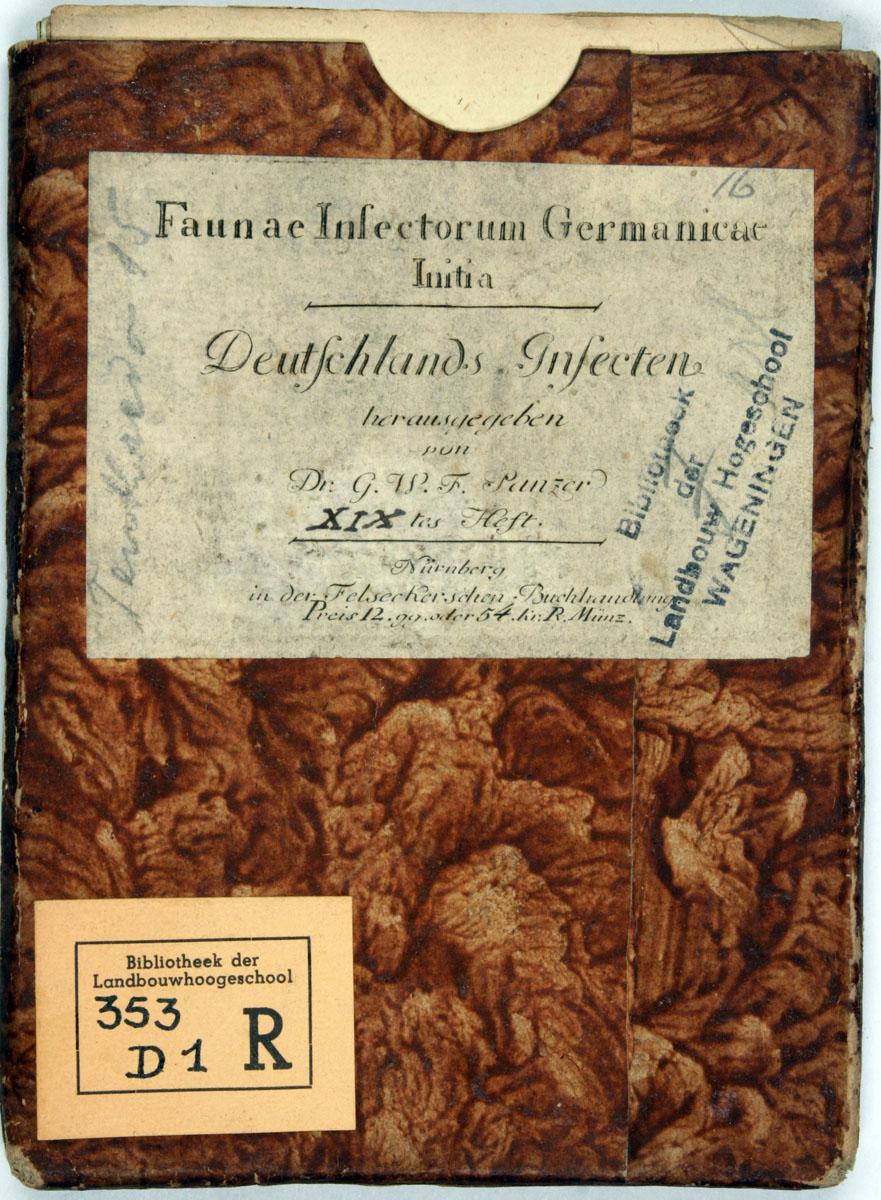 16
Faunae Inſectorum Germanicae
Initia
Deutſchlands Inſecten
herausgegeben
von
Dr. G. W. F. Panzer
XIX tes Heft.
Nürnberg
in der Felseckerschen Buchhandlung
Preis 12. gg. oder 54. kr. R. Münz.
Bibliotheek
der
Landbouw Hogeschool
WAGENINGEN
15
Bibliotheek der
Landbouwhoogeschool
353
D 1 R